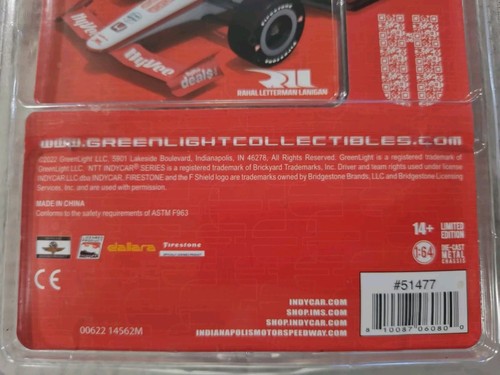 HyVee
HyVee
deals!
Firestone
RLL
RAHAL LETTERMAN LANIGAN
WWW.GREENLIGHTCOLLECTIBLES.COM
©2022 GreenLight LLC, 5901 Lakeside Boulevard, Indianapolis, IN 46278, All Rights Reserved. GreenLight is a registered trademark of
GreenLight LLC. NTT INDYCAR® SERIES is a registered trademark of Brickyard Trademarks, Inc. Driver and team rights used under license
INDYCAR LLC dba INDYCAR, FIRESTONE and the F Shield logo are trademarks owned by Bridgestone Brands, LLC and Bridgestone Licensing
Services, Inc. and are used with permission.
MADE IN CHINA
Conforms to the safety requirements of ASTM F963
14+ LIMITED
EDITION
1:64 DIE-CAST
METAL
CHASSIS
dallara
Firestone
CE
#51477
8 10087 06080 0
INDYCAR.COM
SHOP.IMS.COM
SHOP.INDYCAR.COM
INDIANAPOLISMOTORSPEEDWAY.COM
00622 14562M